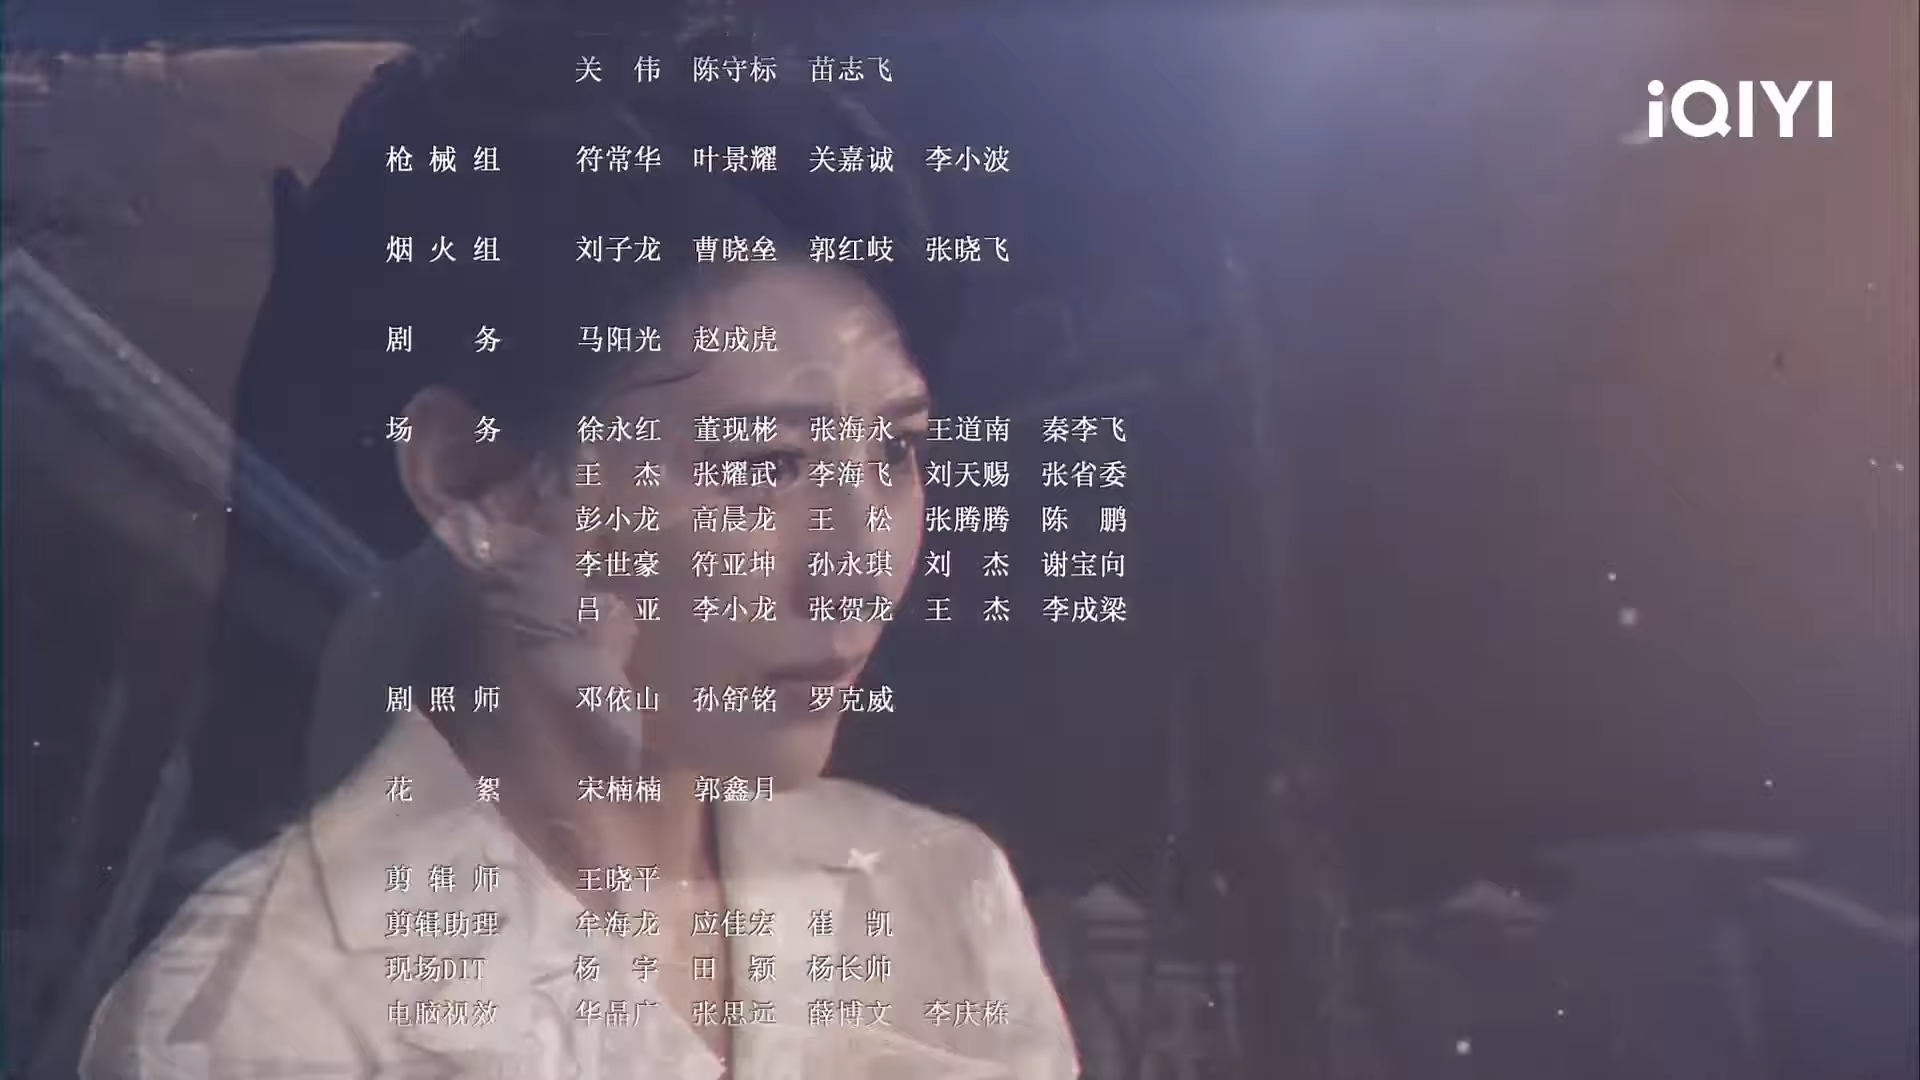 关 伟 陈守标 苗志飞
iQIYI
枪械组 符常华 叶景耀 关嘉诚 李小波
烟火组 刘子龙 曹晓垒 郭红岐 张晓飞
剧务 马阳光 赵成虎
场务 徐永红 董现彬 张海永 王道南 秦李飞
王 杰 张耀武 李海飞 刘天赐 张省委
彭小龙 高晨龙 王 松 张腾腾 陈 鹏
李世豪 符亚坤 孙永琪 刘 杰 谢宝向
吕 亚 李小龙 张贺龙 王 杰 李成梁
剧照师 邓依山 孙舒铭 罗克威
花絮 宋楠楠 郭鑫月
剪辑师 王晓平
剪辑助理 牟海龙 应佳宏 崔 凯
现场DIT 杨 宇 田 颖 杨长帅
电脑视效 华晶广 张思远 薛博文 李庆栋